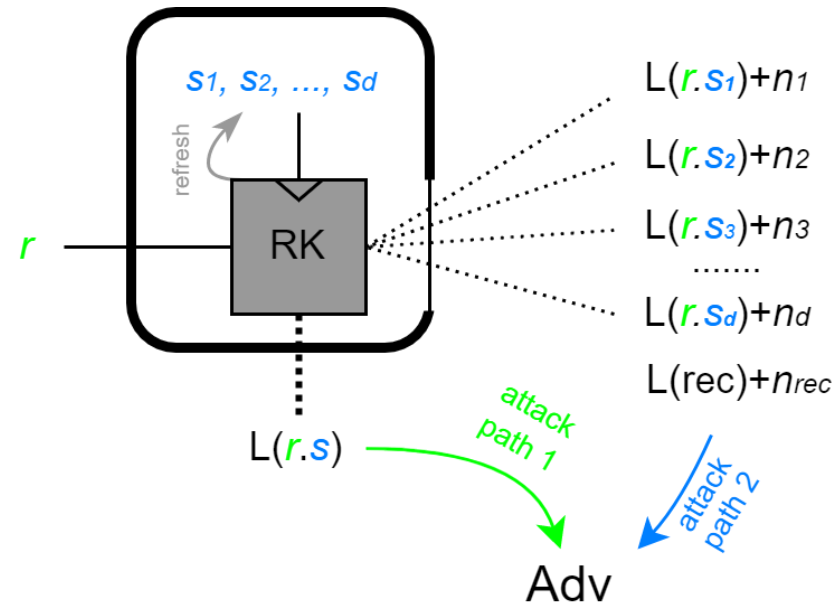 s1, s2, ..., sd
refresh
r
RK
L(r.s1)+n1
L(r.s2)+n2
L(r.s3)+n3
.......
L(r.sd)+nd
L(rec)+nrec
L(r.s)
attack
path 1
attack
path 2
Adv